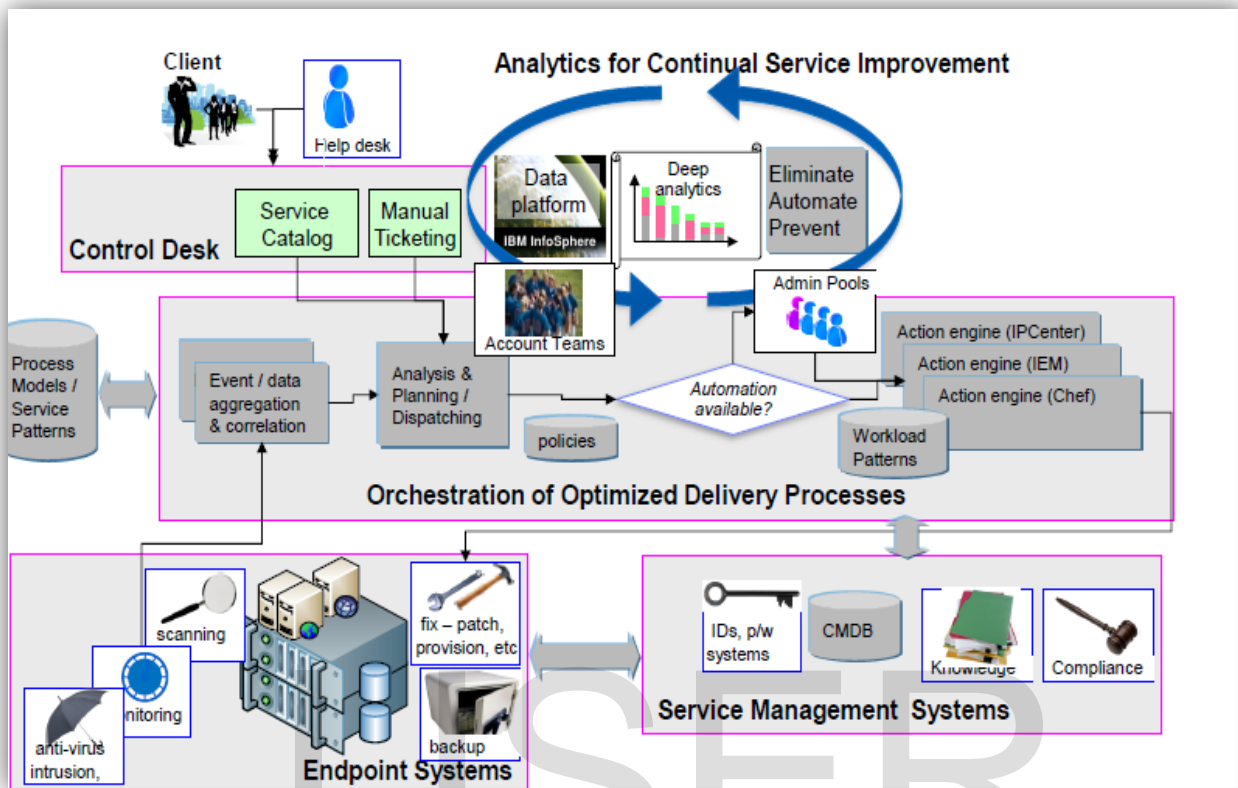 Client
Help desk
Analytics for Continual Service Improvement
Data
platform
IBM InfoSphere
Deep
analytics
Eliminate
Automate
Prevent
Service
Catalog
Manual
Ticketing
Control Desk
Account Teams
Admin Pools
Process
Models /
Service
Patterns
Event / data
aggregation
& correlation
Analysis &
Planning /
Dispatching
policies
Automation
available?
Action engine (IPCenter)
Action engine (IEM)
Action engine (Chef)
Workload
Patterns
Orchestration of Optimized Delivery Processes
scanning
nitoring
anti-virus
intrusion,
fix – patch,
provision, etc
backup
Endpoint Systems
IDs, p/w
systems
CMDB
Knowledge
Compliance
Service Management Systems